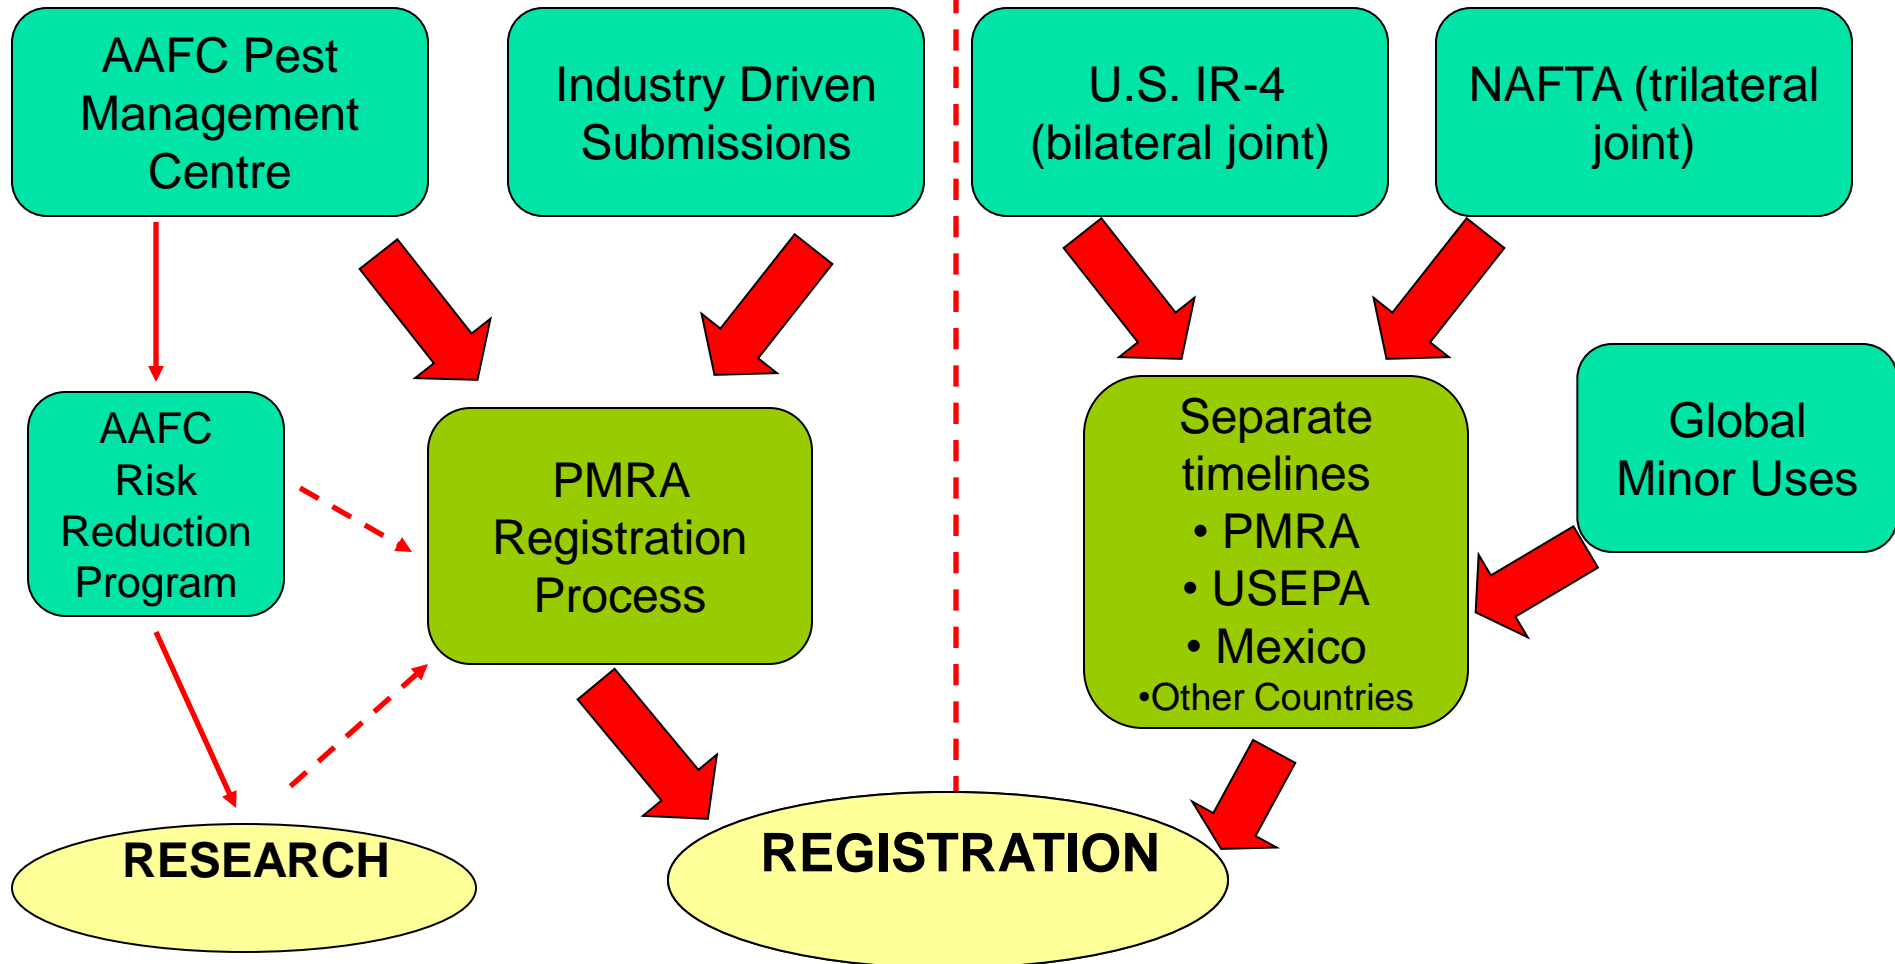 AAFC Pest
Management
Centre
Industry Driven
Submissions
U.S. IR-4
(bilateral joint)
NAFTA (trilateral
joint)
AAFC
Risk
Reduction
Program
PMRA
Registration
Process
Separate
timelines
• PMRA
• USEPA
• Mexico
•Other Countries
Global
Minor Uses
RESEARCH
REGISTRATION